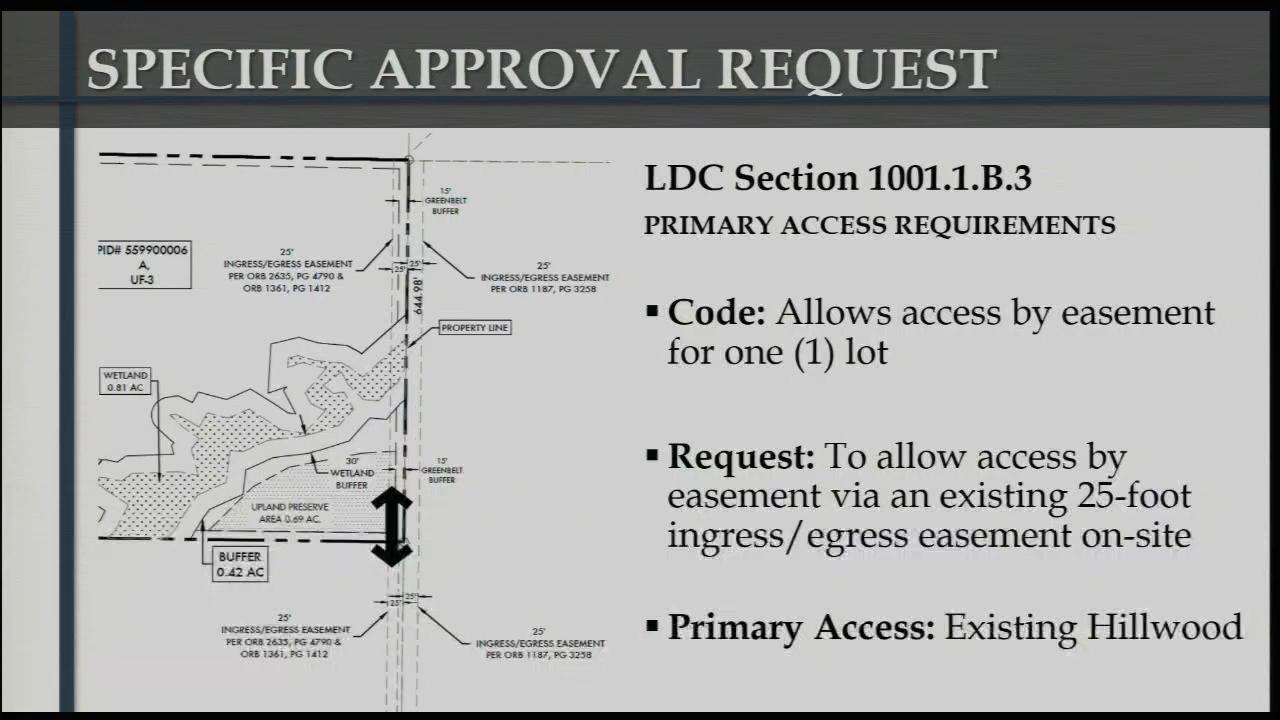 SPECIFIC APPROVAL REQUEST
LDC Section 1001.1.B.3
PRIMARY ACCESS REQUIREMENTS
▪ Code: Allows access by easement
for one (1) lot
▪ Request: To allow access by
easement via an existing 25-foot
ingress/egress easement on-site
▪ Primary Access: Existing Hillwood
15'
GREENBELT
BUFFER
PID# 559900006
A,
UF-3
25'
INGRESS/EGRESS EASEMENT
PER ORB 2635, PG 4790 &
ORB 1361, PG 1412
25'
25'
25'
INGRESS/EGRESS EASEMENT
PER ORB 1187, PG 3258
644.98'
PROPERTY LINE
WETLAND
0.81 AC
30'
WETLAND
BUFFER
15'
GREENBELT
BUFFER
UPLAND PRESERVE
AREA 0.69 AC.
BUFFER
0.42 AC
25'
25'
25'
INGRESS/EGRESS EASEMENT
PER ORB 2635, PG 4790 &
ORB 1361, PG 1412
25'
INGRESS/EGRESS EASEMENT
PER ORB 1187, PG 3258